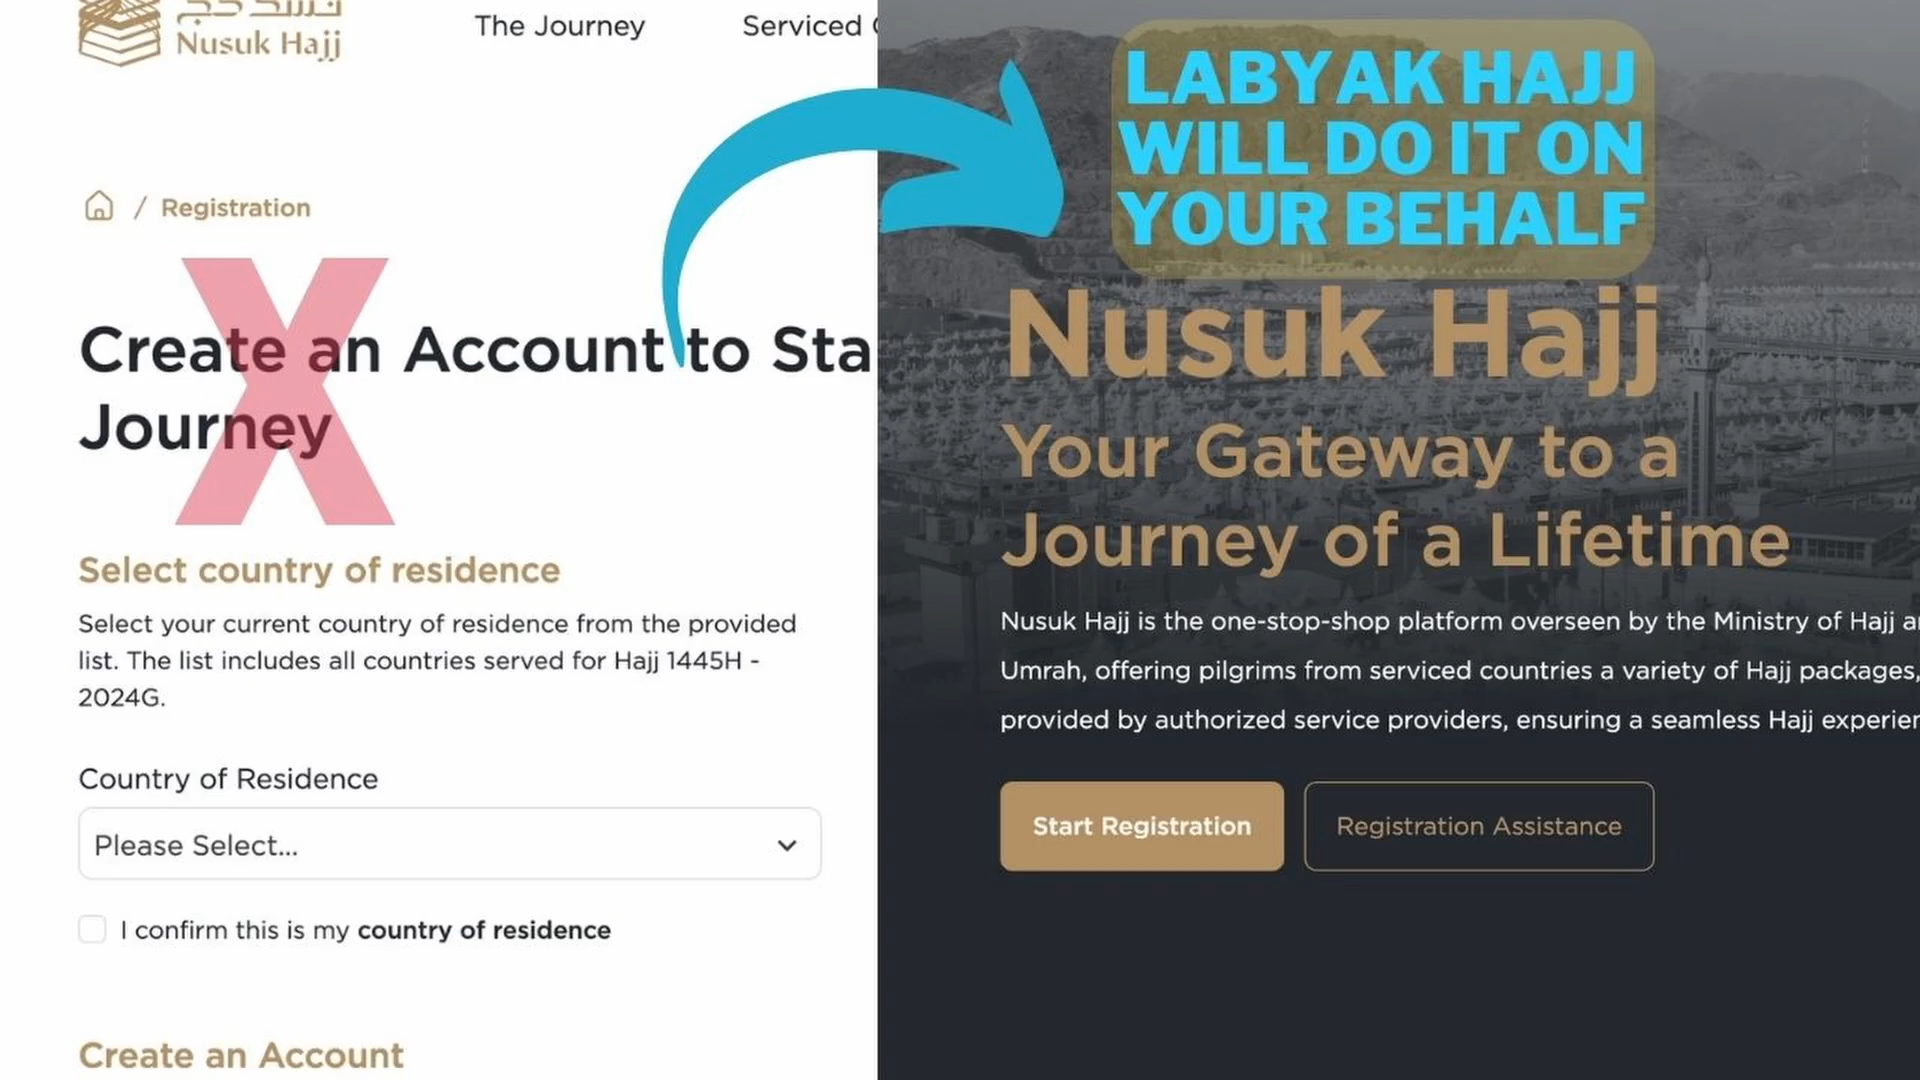 نسك حج
Nusuk Hajj
The Journey
Serviced
Registration
Create an Account to Sta
Journey
X
Select country of residence
Select your current country of residence from the provided
list. The list includes all countries served for Hajj 1445H -
2024G.
Country of Residence
Please Select...
I confirm this is my country of residence
Create an Account
LABYAK HAJJ
WILL DO IT ON
YOUR BEHALF
Nusuk Hajj
Your Gateway to a
Journey of a Lifetime
Nusuk Hajj is the one-stop-shop platform overseen by the Ministry of Hajj a
Umrah, offering pilgrims from serviced countries a variety of Hajj packages,
provided by authorized service providers, ensuring a seamless Hajj experie
Start Registration
Registration Assistance